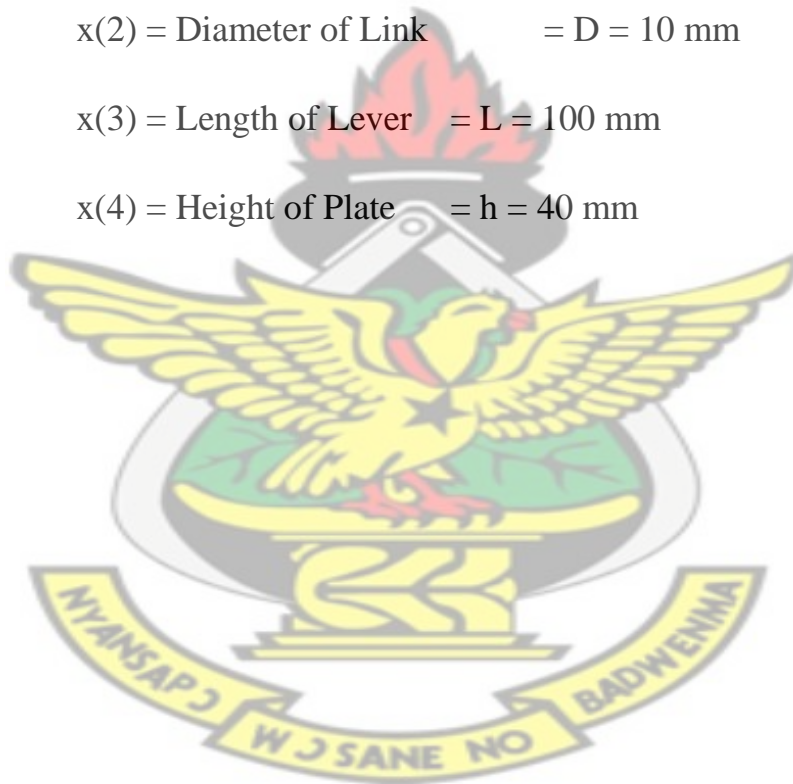 x(2) = Diameter of Link = D = 10 mm
x(3) = Length of Lever = L = 100 mm
x(4) = Height of Plate = h = 40 mm
NYANSAPƆ WƆSANE NO BADWENMA